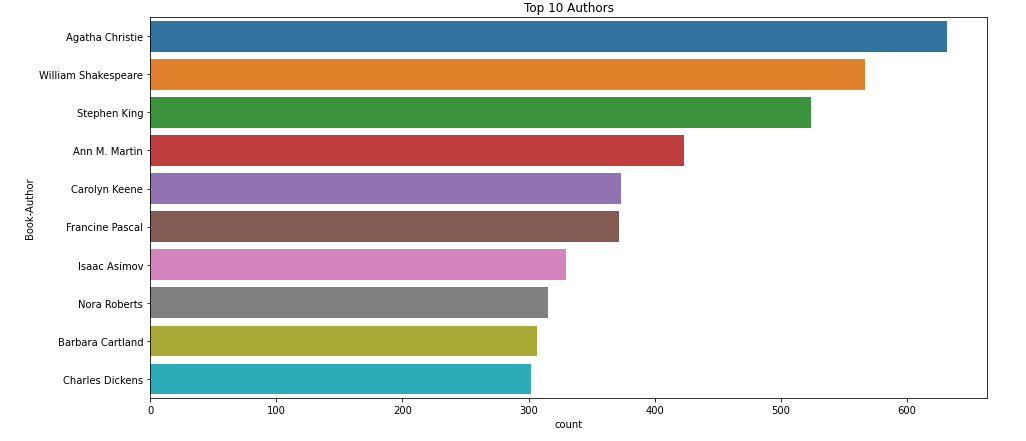 Top 10 Authors
Book-Author
Agatha Christie
William Shakespeare
Stephen King
Ann M. Martin
Carolyn Keene
Francine Pascal
Isaac Asimov
Nora Roberts
Barbara Cartland
Charles Dickens
0 100 200 300 400 500 600
count